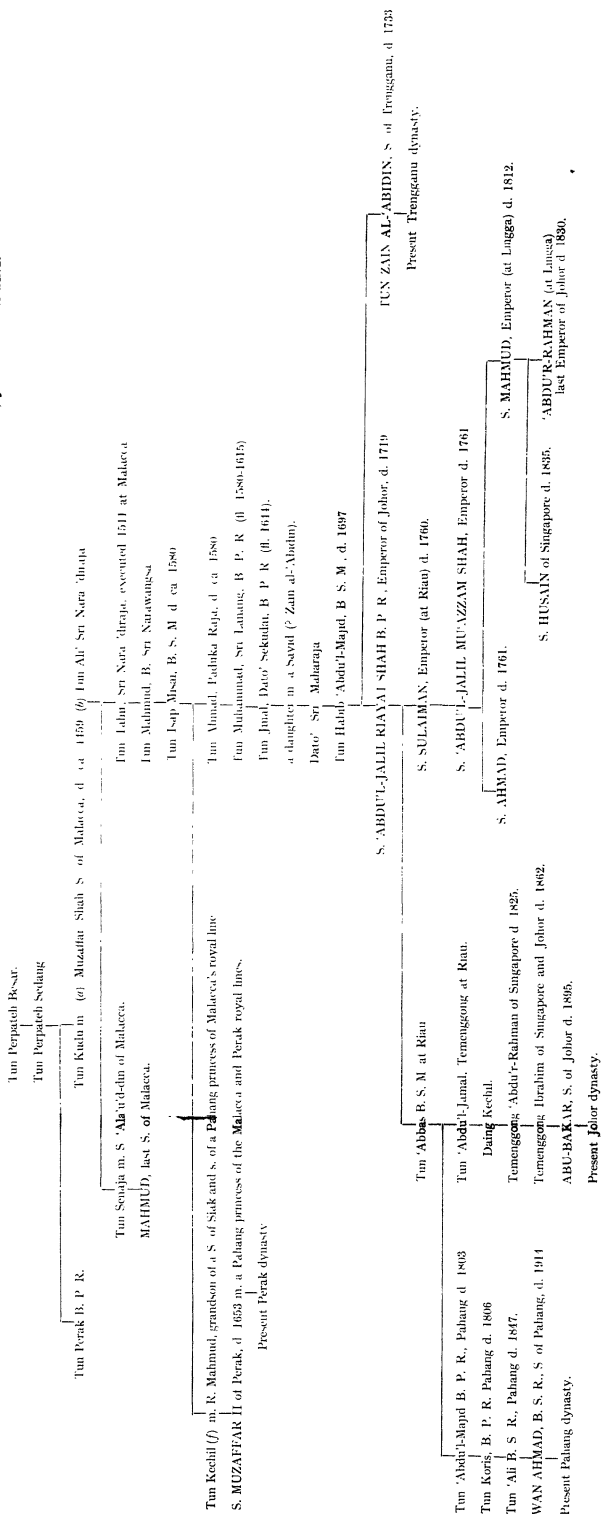 Tun Perpateh Besar.
Tun Perpateh Sedang
Tun Perak B. P. R.
Tun Kudu m (a) Muzaffar Shah S of Malacca, d ca 1459 (b) Tun Ali Sri Nara 'diraja
Tun Senaja m. S 'Ala'u'd-din of Malacca.
MAHMUD, last S. of Malacca.
Tun Tahir, Sri Nara 'diraja, executed 1511 at Malacca
Tun Mahmud, B. Sri Narawangsa
Tun Isap Misai, B. S. M d ca 1580
Tun Kechil (f) m. R. Mahmud, grandson of a S of Siak and s. of a Pahang princess of Malacca's royal line
S. MUZAFFAR II of Perak, d 1653 m. a Pahang princess of the Malacca and Perak royal lines.
Present Perak dynasty
Tun Ahmad, Paduka Raja, d ca 1580
Tun Muhammad, Sri Lanang, B P. R (fl 1580-1615)
Tun Jenal, Dato' Sekudai, B P R (fl. 1614).
a daughter m a Sayid (? Zain al-'Abidin).
Dato' Sri Maharaja
Tun Habib 'Abdu'l-Majid, B S. M, d. 1697
S. 'ABDU'L-JALIL RIAYAT SHAH B. P R, Emperor of Johor, d. 1719
TUN ZAIN AL-'ABIDIN, S of Trengganu, d 1733
Present Trengganu dynasty.
Tun 'Abbas B. S. M at Riau
S. SULAIMAN, Emperor (at Riau) d. 1760.
S. 'ABDU'L-JALIL MU'AZZAM SHAH, Emperor d. 1761
Tun 'Abdu'l-Majid B. P. R., Pahang d 1803
Tun Koris, B. P. R. Pahang d. 1806
Tun 'Ali B. S R., Pahang d. 1847.
WAN AHMAD, B. S. R., S of Pahang, d. 1914
Present Pahang dynasty.
Tun 'Abdu'l-Jamal, Temenggong at Riau.
Daing Kechil.
Temenggong 'Abdu'r-Rahman of Singapore d 1825.
Temenggong Ibrahim of Singapore and Johor d. 1862.
ABU-BAKAR, S. of Johor d. 1895.
Present Johor dynasty.
S. AHMAD, Emperor d. 1761.
S. MAHMUD, Emperor (at Lingga) d. 1812.
S. HUSAIN of Singapore d. 1835.
'ABDU'R-RAHMAN (at Lingga)
last Emperor of Johor d 1830.